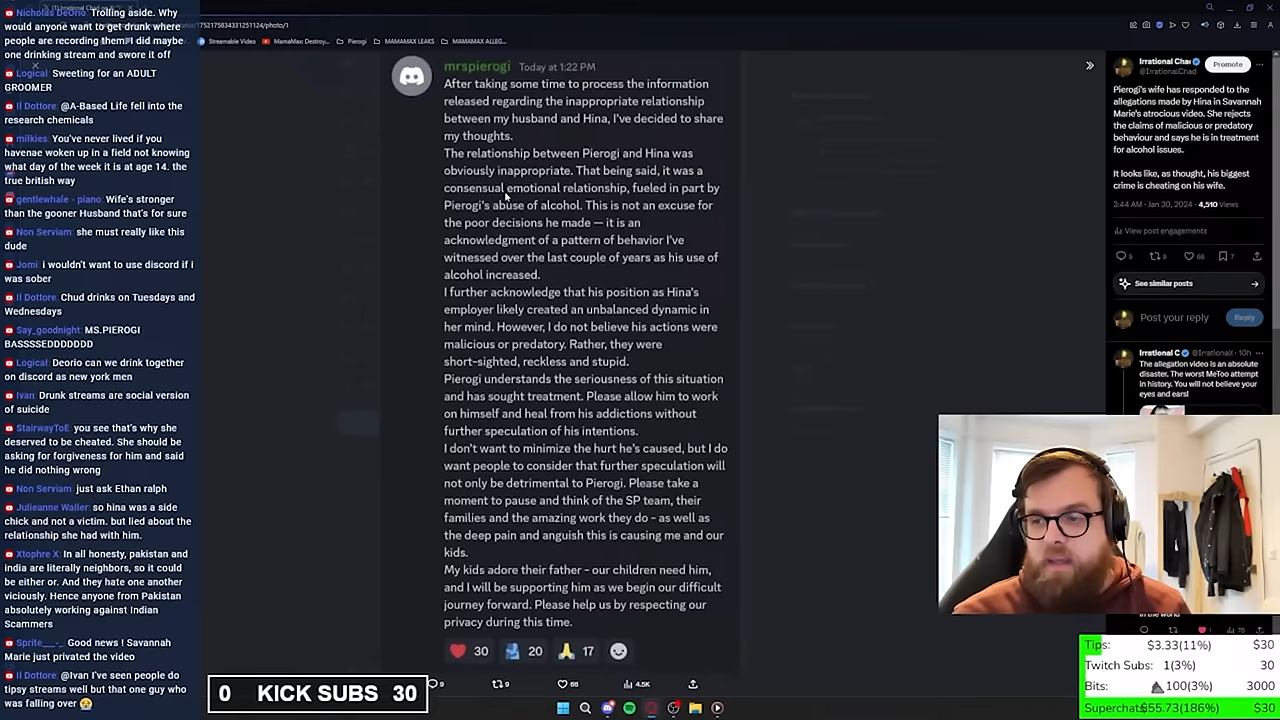 Nicholas DeOrio Trolling aside. Why
would anyone want to get drunk where
people are recording them! I did maybe
one drinking stream and swore it off
Logical Sweeting for an ADULT
GROOMER
Il Dottore: @A-Based Life fell into the
research chemicals
milkies: You've never lived if you
havenae woken up in a field not knowing
what day of the week it is at age 14. the
true british way
gentlewhale - piano Wife's stronger
than the gooner Husband that's for sure
Non Serviam: she must really like this
dude
Jomi: i wouldn't want to use discord if i
was sober
Il Dottore: Chud drinks on Tuesdays and
Wednesdays
Say_goodnight: MS.PIEROGI
BASSSSEDDDDDDD
Logical: Deorio can we drink together
on discord as new york men
Ivan: Drunk streams are social version
of suicide
StairwayToE you see that's why she
deserved to be cheated. She should be
asking for forgiveness for him and said
he did nothing wrong
Non Serviam: just ask Ethan ralph
Julieanne Waller: so hina was a side
chick and not a victim. but lied about the
relationship she had with him.
Xtophre X: In all honesty, pakistan and
india are literally neighbors, so it could
be either or. And they hate one another
viciously. Hence anyone from Pakistan
absolutely working against Indian
Scammers
Sprite___-_ Good news ! Savannah
Marie just privated the video
Il Dottore: @Ivan I've seen people do
tipsy streams well but that one guy who
was falling over
752175834331251124/photo/1
Streamable Video
MamaMax Destroy...
Pierogi
MAMAMAX LEAKS
MAMAMAX ALLEG...
mrspierogi Today at 1:22 PM
After taking some time to process the information
released regarding the inappropriate relationship
between my husband and Hina, I've decided to share
my thoughts.
The relationship between Pierogi and Hina was
obviously inappropriate. That being said, it was a
consensual emotional relationship, fueled in part by
Pierogi's abuse of alcohol. This is not an excuse for
the poor decisions he made — it is an
acknowledgment of a pattern of behavior I've
witnessed over the last couple of years as his use of
alcohol increased.
I further acknowledge that his position as Hina's
employer likely created an unbalanced dynamic in
her mind. However, I do not believe his actions were
malicious or predatory. Rather, they were
short-sighted, reckless and stupid.
Pierogi understands the seriousness of this situation
and has sought treatment. Please allow him to work
on himself and heal from his addictions without
further speculation of his intentions.
I don't want to minimize the hurt he's caused, but I do
want people to consider that further speculation will
not only be detrimental to Pierogi. Please take a
moment to pause and think of the SP team, their
families and the amazing work they do - as well as
the deep pain and anguish this is causing me and our
kids.
My kids adore their father - our children need him,
and I will be supporting him as we begin our difficult
journey forward. Please help us by respecting our
privacy during this time.
30 20 17
9 9 66 4.5K
0 KICK SUBS 30
Irrational Chad
@IrrationalChad
Promote
Pierogi's wife has responded to the
allegations made by Hina in Savannah
Marie's atrocious video. She rejects
the claims of malicious or predatory
behaviour and says he is in treatment
for alcohol issues.
It looks like, as thought, his biggest
crime is cheating on his wife.
3:44 AM - Jan 30, 2024 - 4,510 Views
View post engagements
9 9 66 7
See similar posts
Post your reply
Reply
Irrational C @Irrational · 10h
The allegation video is an absolute
disaster. The worst MeToo attempt
in history. You will not believe your
eyes and ears!
Tips: $3.33(11%) $30
Twitch Subs: 1(3%) 30
Bits: 100(3%) 3000
Superchats $55.73(186%) $30